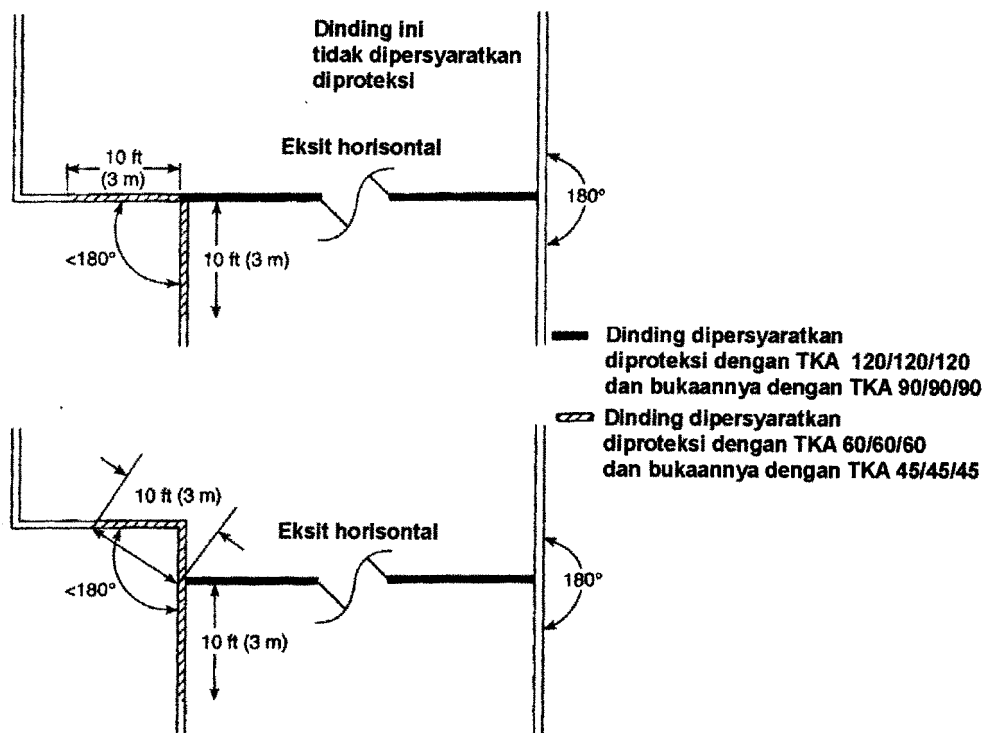 Dinding ini
tidak dipersyaratkan
diproteksi
Eksit horisontal
10 ft
(3 m)
180°
<180°
10 ft (3 m)
Dinding dipersyaratkan
diproteksi dengan TKA 120/120/120
dan bukaannya dengan TKA 90/90/90
Dinding dipersyaratkan
diproteksi dengan TKA 60/60/60
dan bukaannya dengan TKA 45/45/45
10 ft (3 m)
Eksit horisontal
180°
<180°
10 ft (3 m)